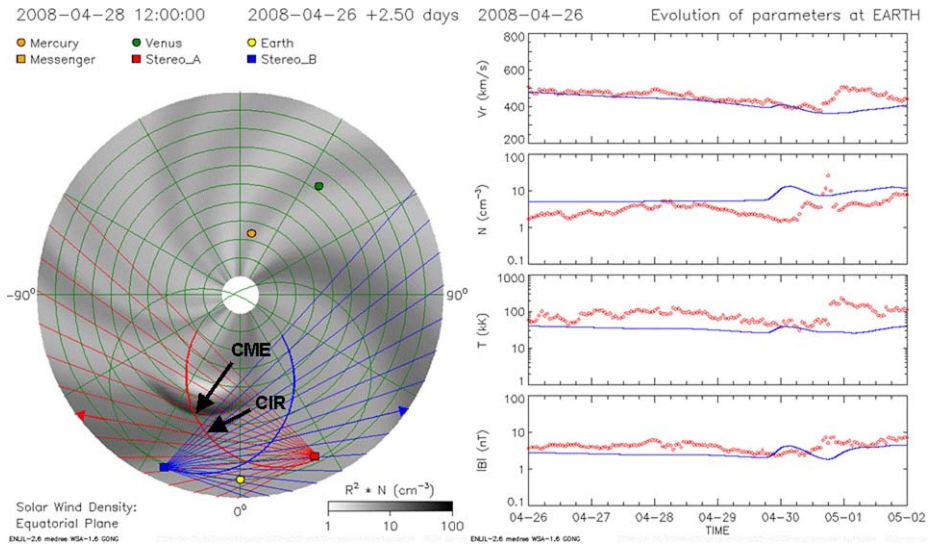 2008-04-28 12:00:00 2008-04-26 +2.50 days
Mercury Venus Earth
Messenger Stereo_A Stereo_B
-90° 90°
CME
CIR
0°
R² * N (cm⁻³)
1 10 100
Solar Wind Density:
Equatorial Plane
ENLIL-2.6 medres WSA-1.6 GONG
2008-04-26 Evolution of parameters at EARTH
Vr (km/s)
800
600
400
200
N (cm⁻³)
100
10
1
0.1
T (kK)
1000
100
10
1
|B| (nT)
100
10
1
0.1
04-26 04-27 04-28 04-29 04-30 05-01 05-02
TIME
ENLIL-2.6 medres WSA-1.6 GONG